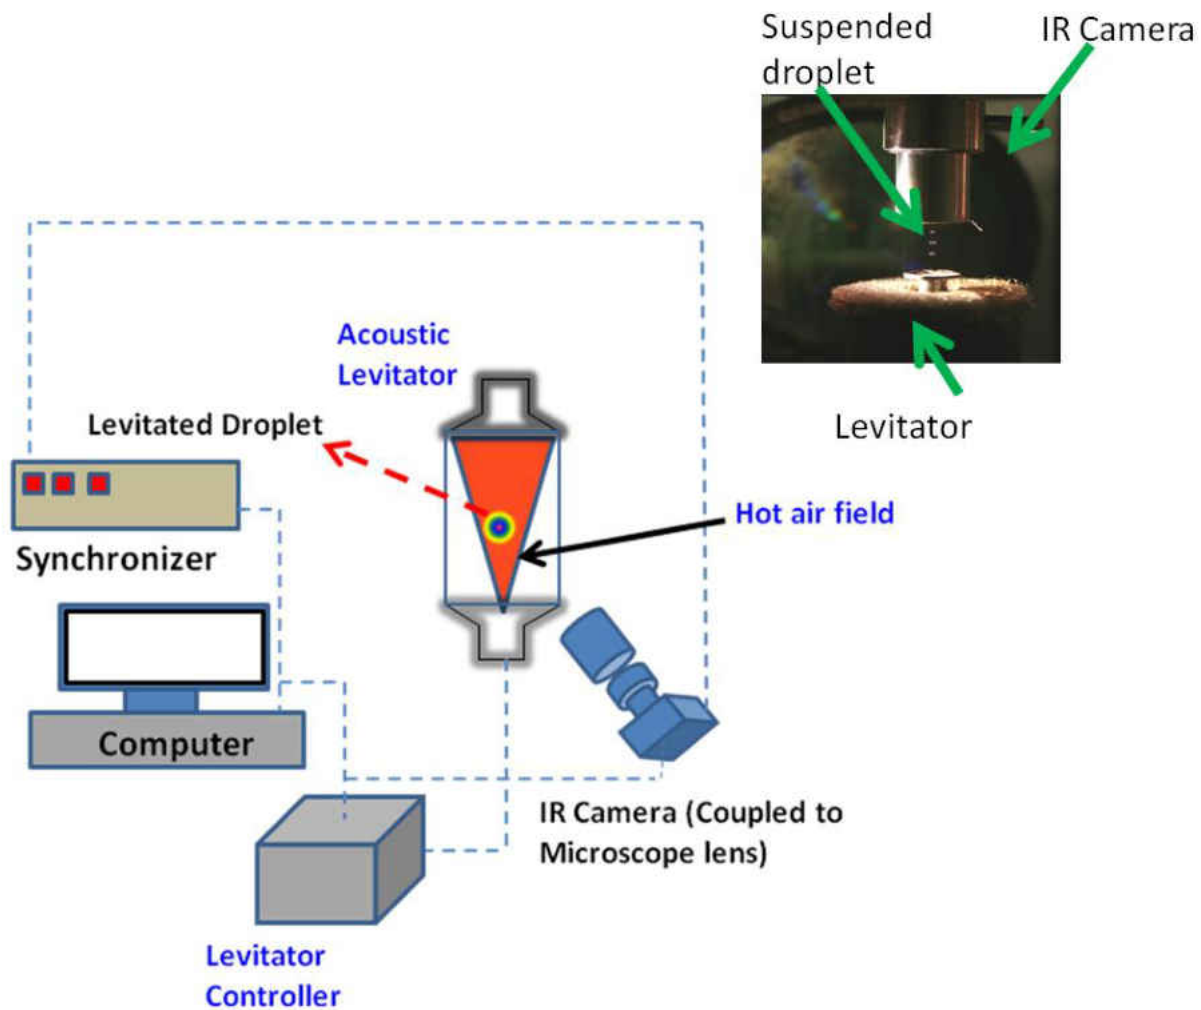 Suspended
droplet
IR Camera
Levitator
Acoustic
Levitator
Levitated Droplet
Hot air field
Synchronizer
Computer
IR Camera (Coupled to
Microscope lens)
Levitator
Controller